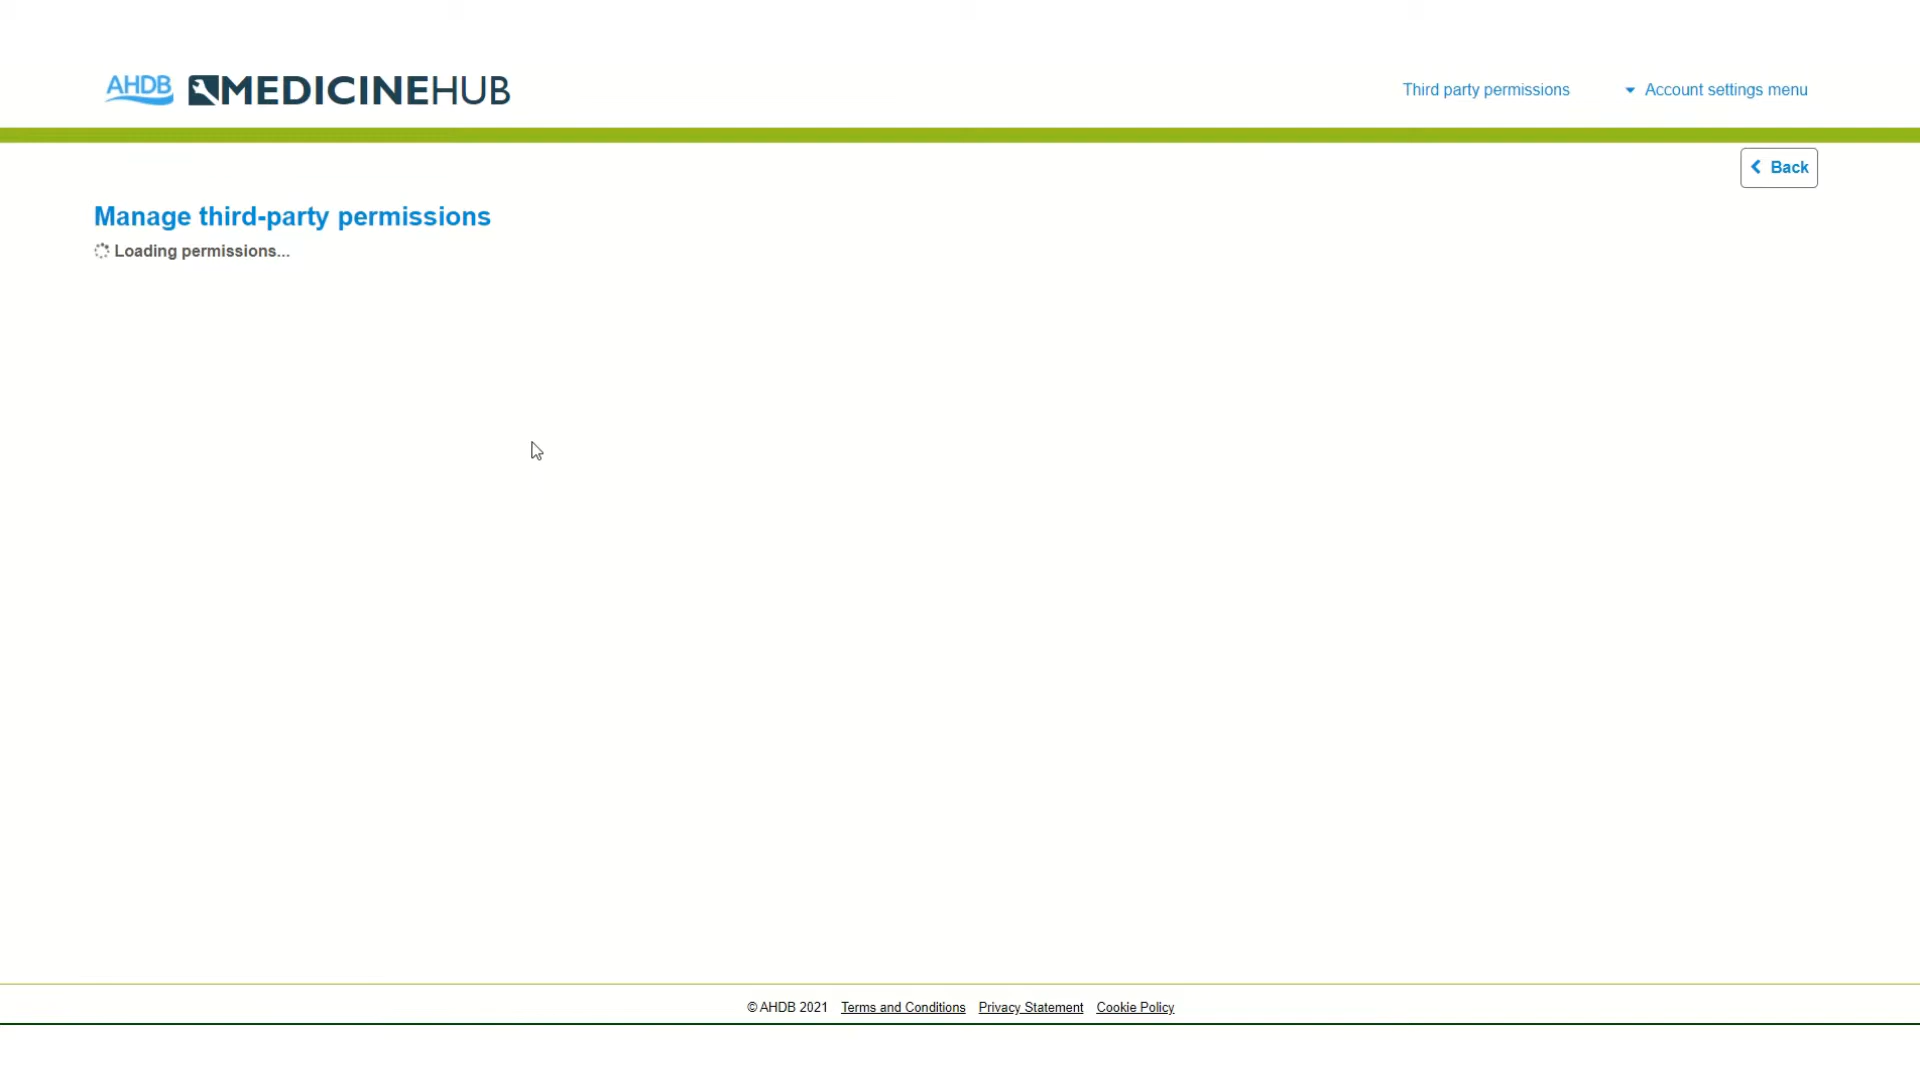 AHDB MEDICINEHUB
Third party permissions
Account settings menu
Back
Manage third-party permissions
Loading permissions...
© AHDB 2021 Terms and Conditions Privacy Statement Cookie Policy